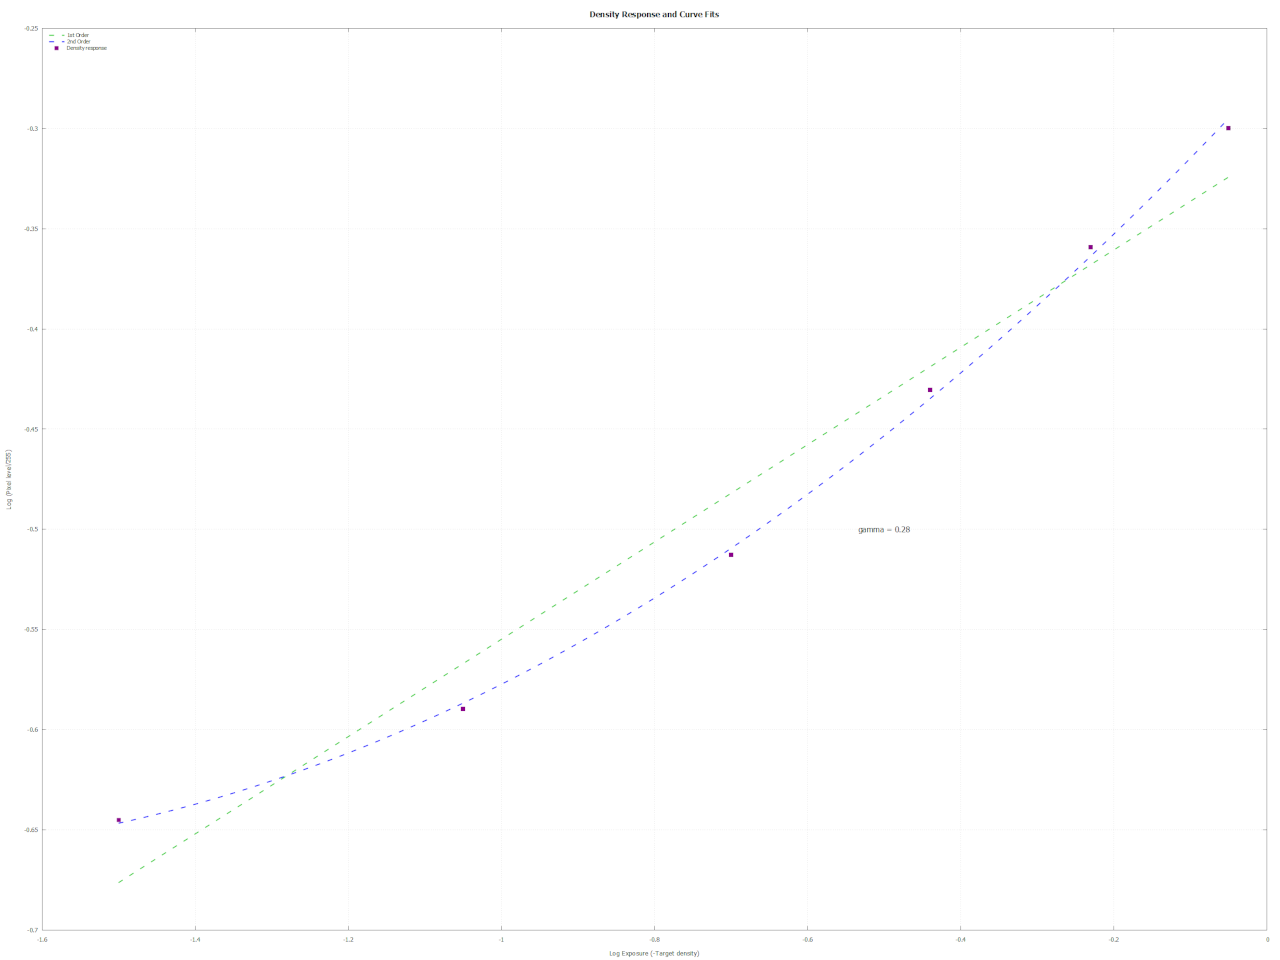 Density Response and Curve Fits
-0.25
1st Order
2nd Order
Density response
-0.3
-0.35
-0.4
-0.45
Log (Pixel level/255)
-0.5
gamma = 0.28
-0.55
-0.6
-0.65
-0.7
-1.6 -1.4 -1.2 -1 -0.8 -0.6 -0.4 -0.2 0
Log Exposure (-Target density)